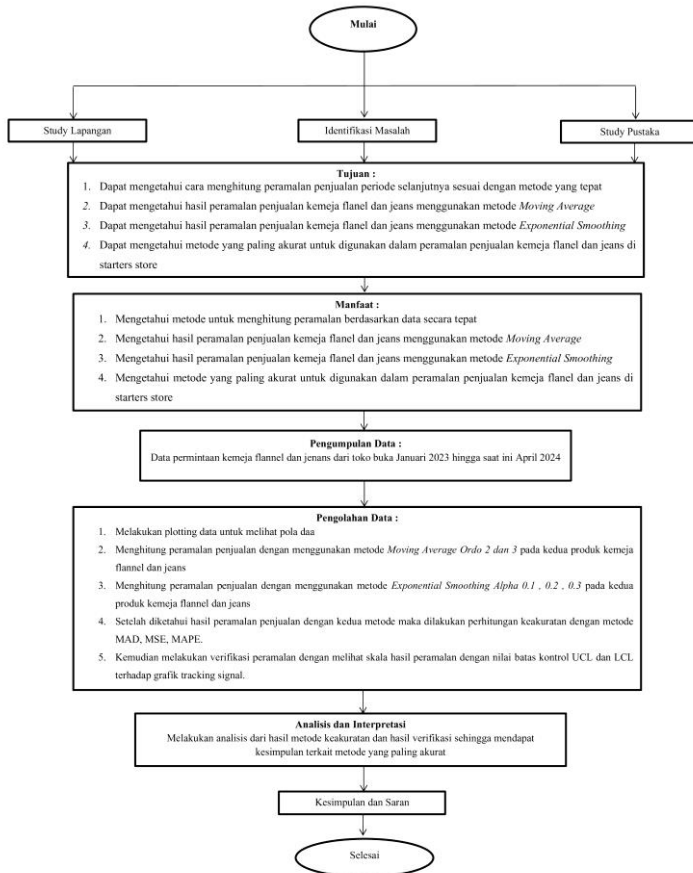 Mulai
Study Lapangan
Identifikasi Masalah
Study Pustaka
Tujuan :
1. Dapat mengetahui cara menghitung peramalan penjualan periode selanjutnya sesuai dengan metode yang tepat
2. Dapat mengetahui hasil peramalan penjualan kemeja flanel dan jeans menggunakan metode Moving Average
3. Dapat mengetahui hasil peramalan penjualan kemeja flanel dan jeans menggunakan metode Exponential Smoothing
4. Dapat mengetahui metode yang paling akurat untuk digunakan dalam peramalan penjualan kemeja flanel dan jeans di
starters store
Manfaat :
1. Mengetahui metode untuk menghitung peramalan berdasarkan data secara tepat
2. Mengetahui hasil peramalan penjualan kemeja flanel dan jeans menggunakan metode Moving Average
3. Mengetahui hasil peramalan penjualan kemeja flanel dan jeans menggunakan metode Exponential Smoothing
4. Mengetahui metode yang paling akurat untuk digunakan dalam peramalan penjualan kemeja flanel dan jeans di
starters store
Pengumpulan Data :
Data permintaan kemeja flannel dan jenans dari toko buka Januari 2023 hingga saat ini April 2024
Pengolahan Data :
1. Melakukan plotting data untuk melihat pola daa
2. Menghitung peramalan penjualan dengan menggunakan metode Moving Average Ordo 2 dan 3 pada kedua produk kemeja
flannel dan jeans
3. Menghitung peramalan penjualan dengan menggunakan metode Exponential Smoothing Alpha 0.1 , 0.2 , 0.3 pada kedua
produk kemeja flannel dan jeans
4. Setelah diketahui hasil peramalan penjualan dengan kedua metode maka dilakukan perhitungan keakuratan dengan metode
MAD, MSE, MAPE.
5. Kemudian melakukan verifikasi peramalan dengan melihat skala hasil peramalan dengan nilai batas kontrol UCL dan LCL
terhadap grafik tracking signal.
Analisis dan Interpretasi
Melakukan analisis dari hasil metode keakuratan dan hasil verifikasi sehingga mendapat
kesimpulan terkait metode yang paling akurat
Kesimpulan dan Saran
Selesai